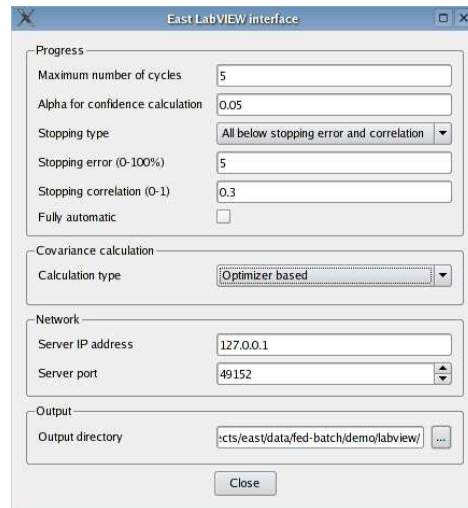 East LabVIEW interface
Progress
Maximum number of cycles 5
Alpha for confidence calculation 0.05
Stopping type All below stopping error and correlation
Stopping error (0-100%) 5
Stopping correlation (0-1) 0.3
Fully automatic
Covariance calculation
Calculation type Optimizer based
Network
Server IP address 127.0.0.1
Server port 49152
Output
Output directory :cts/east/data/fed-batch/demo/labview/ ...
Close